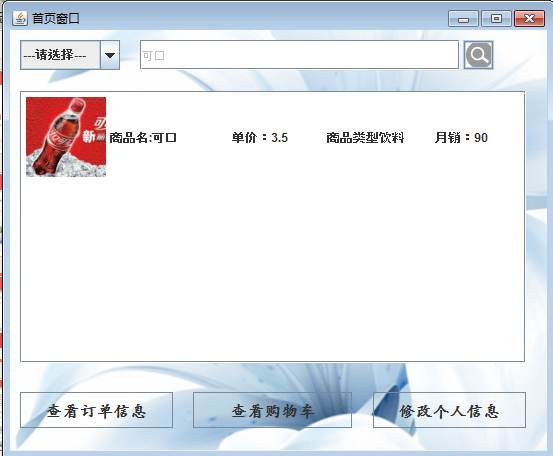 首页窗口
---请选择---
可口
商品名:可口 单价：3.5 商品类型饮料 月销：90
查看订单信息 查看购物车 修改个人信息